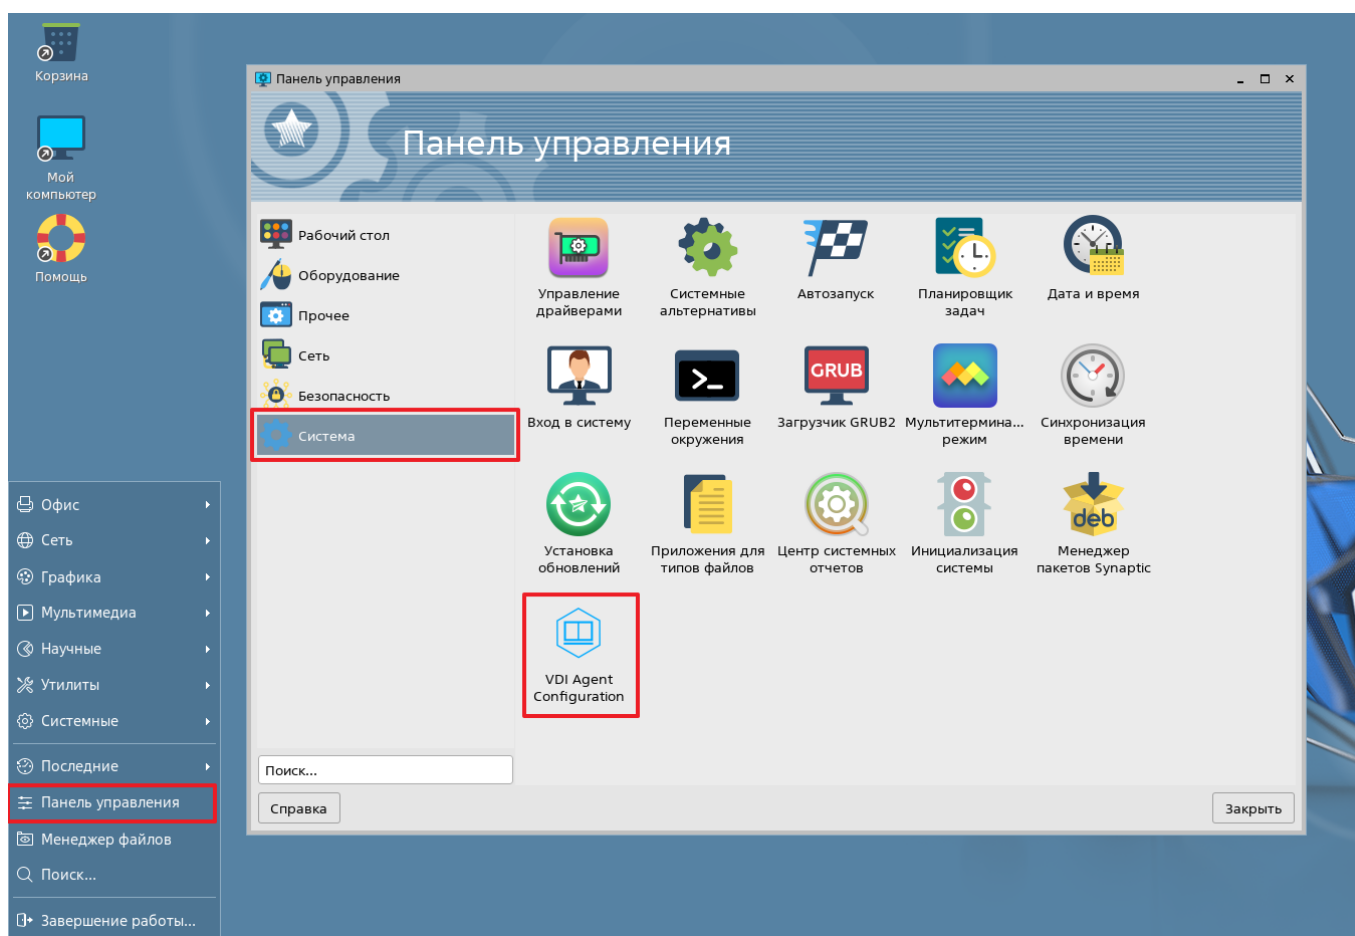 Корзина
Мой
компьютер
Помощь
Панель управления
Панель управления
Рабочий стол
Оборудование
Прочее
Сеть
Безопасность
Система
Управление
драйверами
Системные
альтернативы
Автозапуск
Планировщик
задач
Дата и время
Вход в систему
Переменные
окружения
GRUB
Загрузчик GRUB2
Мультитермина...
режим
Синхронизация
времени
Установка
обновлений
Приложения для
типов файлов
Центр системных
отчетов
Инициализация
системы
deb
Менеджер
пакетов Synaptic
VDI Agent
Configuration
Поиск...
Справка
Закрыть
Офис
Сеть
Графика
Мультимедиа
Научные
Утилиты
Системные
Последние
Панель управления
Менеджер файлов
Поиск...
Завершение работы...